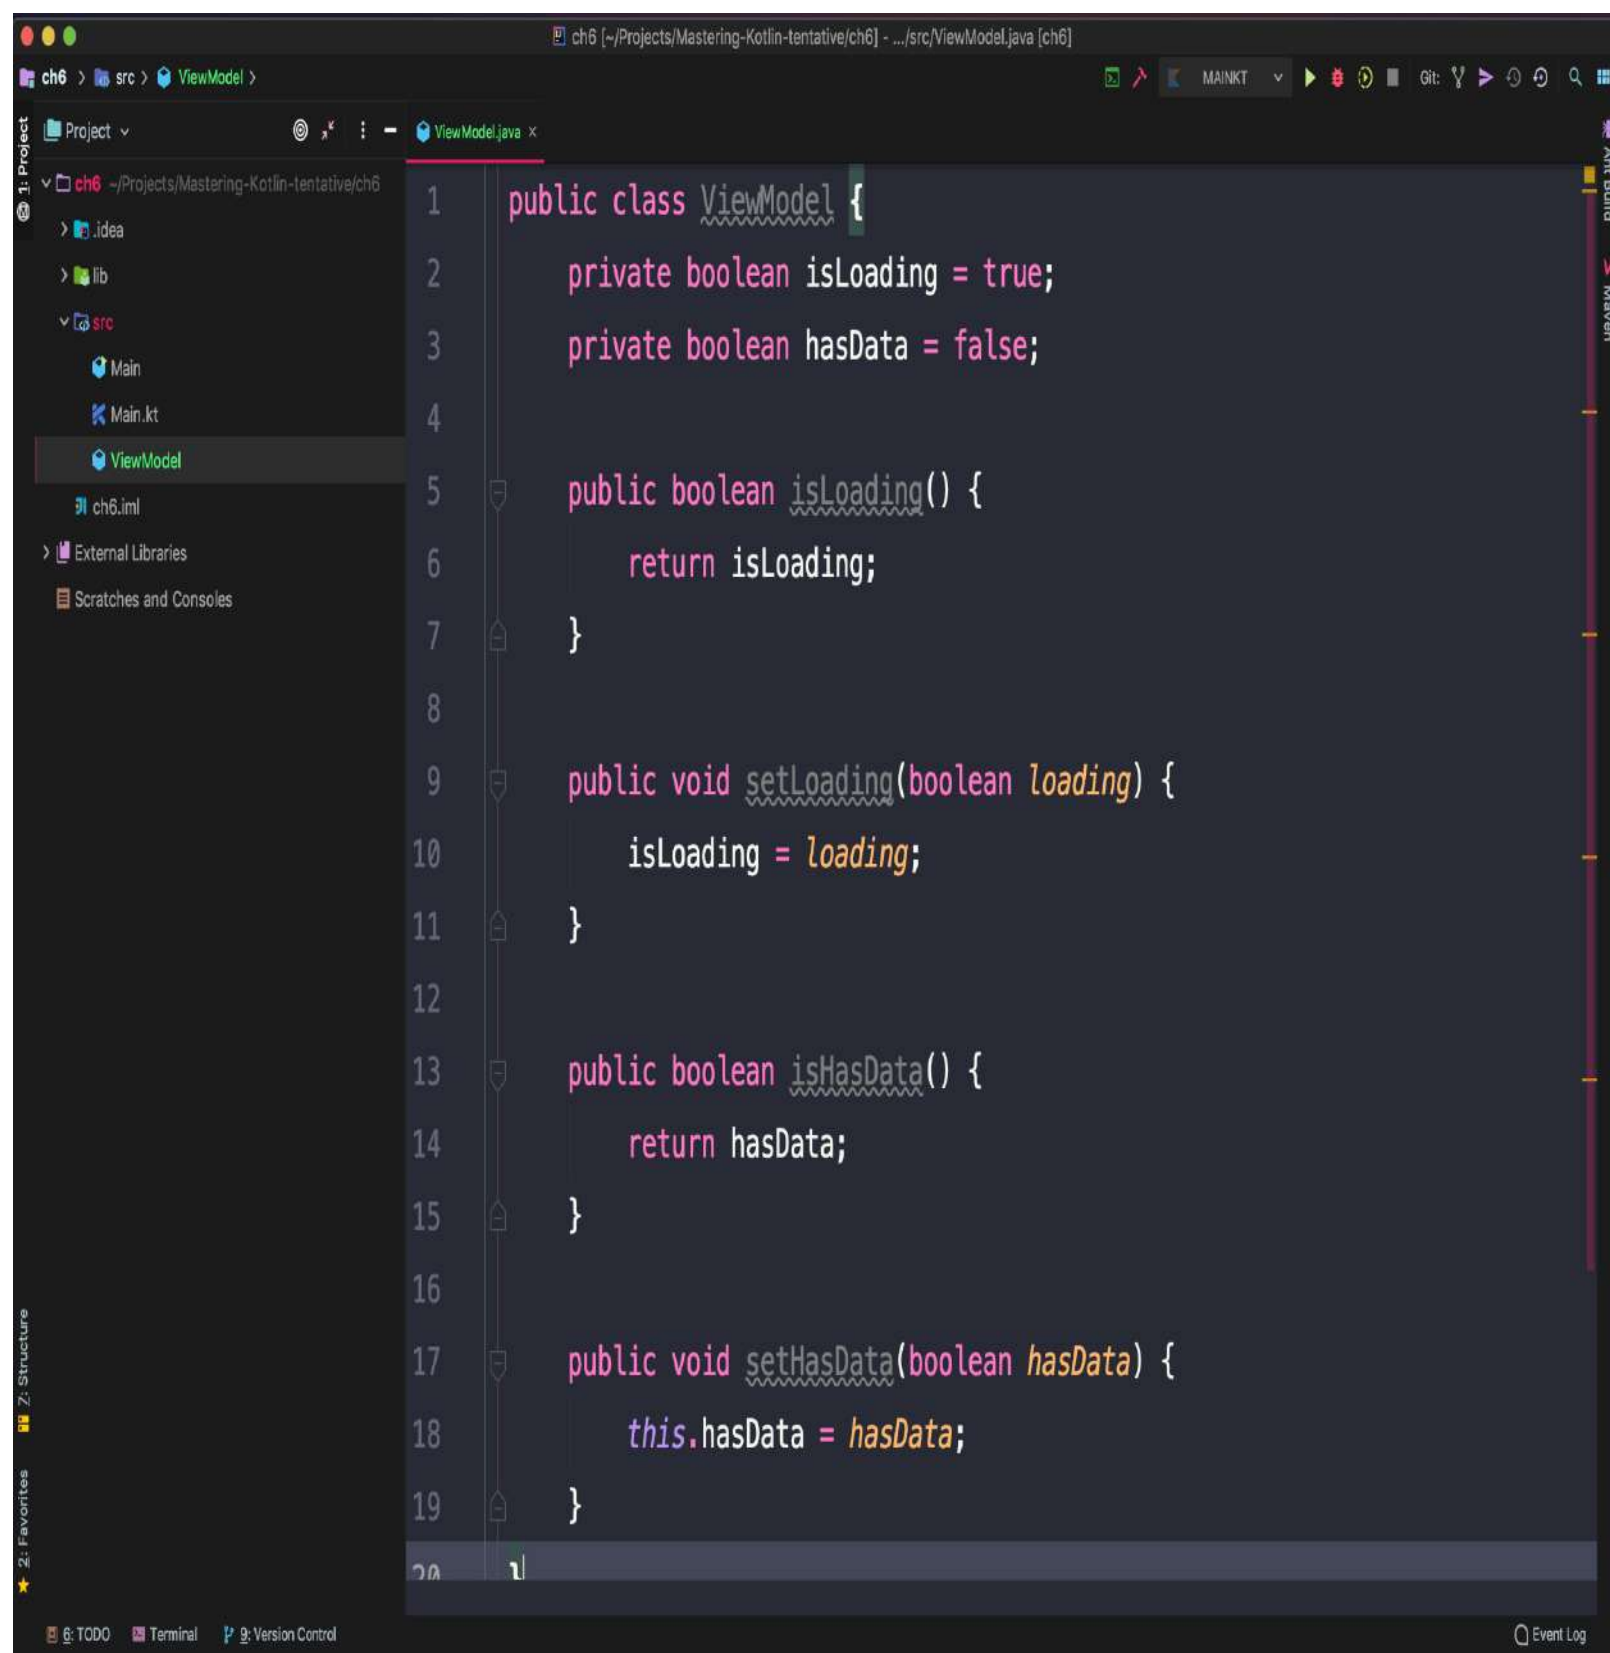 ch6 [~/Projects/Mastering-Kotlin-tentative/ch6] - .../src/ViewModel.java [ch6]
ch6 > src > ViewModel >
MAINKT
Git:
1: Project
Project
ViewModel.java ×
Ant Build
Maven
ch6 ~/Projects/Mastering-Kotlin-tentative/ch6
.idea
lib
src
Main
Main.kt
ViewModel
ch6.iml
External Libraries
Scratches and Consoles
1 public class ViewModel {
2 private boolean isLoading = true;
3 private boolean hasData = false;
4
5 public boolean isLoading() {
6 return isLoading;
7 }
8
9 public void setLoading(boolean loading) {
10 isLoading = loading;
11 }
12
13 public boolean isHasData() {
14 return hasData;
15 }
16
17 public void setHasData(boolean hasData) {
18 this.hasData = hasData;
19 }
20 }
Z: Structure
2: Favorites
6: TODO
Terminal
9: Version Control
Event Log